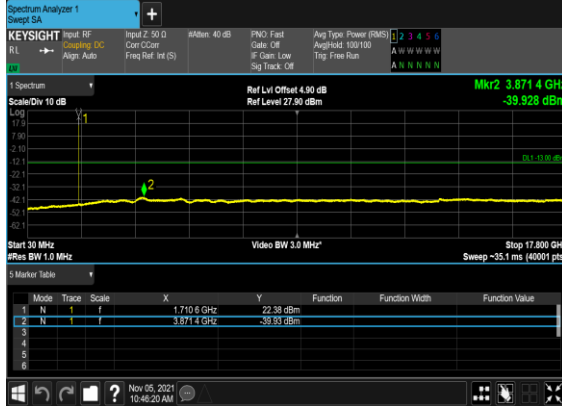 Spectrum Analyzer 1
Swept SA
+
KEYSIGHT Input: RF Input Z: 50 Ω #Atten: 40 dB PNO: Fast Avg Type: Power (RMS) 1 2 3 4 5 6
RL Coupling: DC Corr CCorr Gate: Off Avg|Hold: 100/100 A W W W W W
Align: Auto Freq Ref: Int (S) IF Gain: Low Trig: Free Run
Sig Track: Off A N N N N N
1 Spectrum Ref Lvl Offset 4.90 dB Mkr2 3.871 4 GHz
Scale/Div 10 dB Ref Level 27.90 dBm -39.928 dBm
Log
17.9
7.90
-2.10
-12.1
-22.1
-32.1
-42.1
-52.1
-62.1
1
DL1 -13.00 dBm
2
Start 30 MHz Video BW 3.0 MHz* Stop 17.800 GHz
#Res BW 1.0 MHz Sweep ~35.1 ms (40001 pts)
5 Marker Table
Mode Trace Scale X Y Function Function Width Function Value
1 N 1 f 1.710 6 GHz 22.38 dBm
2 N 1 f 3.871 4 GHz -39.93 dBm
3
4
5
6
? Nov 05, 2021
10:46:20 AM